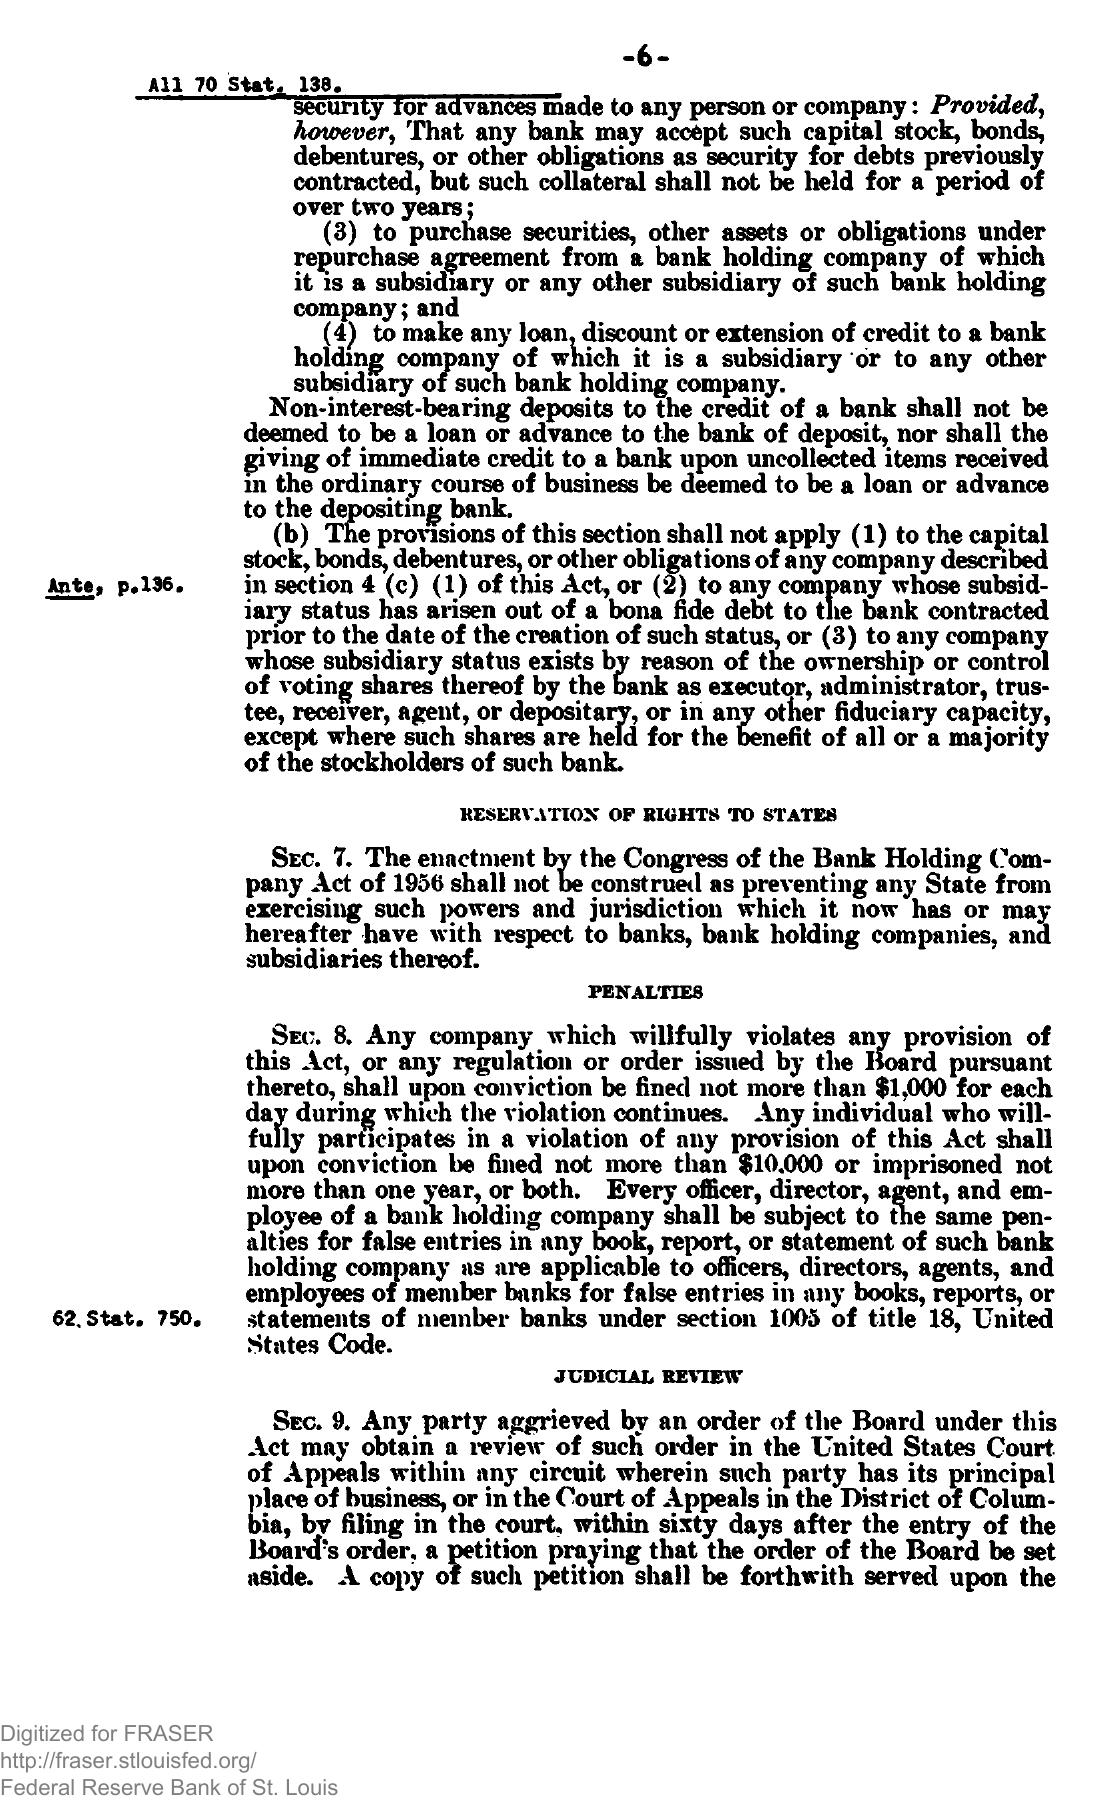 -6-
All 70 Stat. 138.
security for advances made to any person or company: Provided,
however, That any bank may accept such capital stock, bonds,
debentures, or other obligations as security for debts previously
contracted, but such collateral shall not be held for a period of
over two years;
(3) to purchase securities, other assets or obligations under
repurchase agreement from a bank holding company of which
it is a subsidiary or any other subsidiary of such bank holding
company; and
(4) to make any loan, discount or extension of credit to a bank
holding company of which it is a subsidiary or to any other
subsidiary of such bank holding company.
Non-interest-bearing deposits to the credit of a bank shall not be
deemed to be a loan or advance to the bank of deposit, nor shall the
giving of immediate credit to a bank upon uncollected items received
in the ordinary course of business be deemed to be a loan or advance
to the depositing bank.
(b) The provisions of this section shall not apply (1) to the capital
stock, bonds, debentures, or other obligations of any company described
Ante, p.136. in section 4 (c) (1) of this Act, or (2) to any company whose subsid-
iary status has arisen out of a bona fide debt to the bank contracted
prior to the date of the creation of such status, or (3) to any company
whose subsidiary status exists by reason of the ownership or control
of voting shares thereof by the bank as executor, administrator, trus-
tee, receiver, agent, or depositary, or in any other fiduciary capacity,
except where such shares are held for the benefit of all or a majority
of the stockholders of such bank.
RESERVATION OF RIGHTS TO STATES
SEC. 7. The enactment by the Congress of the Bank Holding Com-
pany Act of 1956 shall not be construed as preventing any State from
exercising such powers and jurisdiction which it now has or may
hereafter have with respect to banks, bank holding companies, and
subsidiaries thereof.
PENALTIES
SEC. 8. Any company which willfully violates any provision of
this Act, or any regulation or order issued by the Board pursuant
thereto, shall upon conviction be fined not more than $1,000 for each
day during which the violation continues. Any individual who will-
fully participates in a violation of any provision of this Act shall
upon conviction be fined not more than $10,000 or imprisoned not
more than one year, or both. Every officer, director, agent, and em-
ployee of a bank holding company shall be subject to the same pen-
alties for false entries in any book, report, or statement of such bank
holding company as are applicable to officers, directors, agents, and
employees of member banks for false entries in any books, reports, or
62. Stat. 750. statements of member banks under section 1005 of title 18, United
States Code.
JUDICIAL REVIEW
SEC. 9. Any party aggrieved by an order of the Board under this
Act may obtain a review of such order in the United States Court
of Appeals within any circuit wherein such party has its principal
place of business, or in the Court of Appeals in the District of Colum-
bia, by filing in the court, within sixty days after the entry of the
Board's order, a petition praying that the order of the Board be set
aside. A copy of such petition shall be forthwith served upon the
Digitized for FRASER
http://fraser.stlouisfed.org/
Federal Reserve Bank of St. Louis